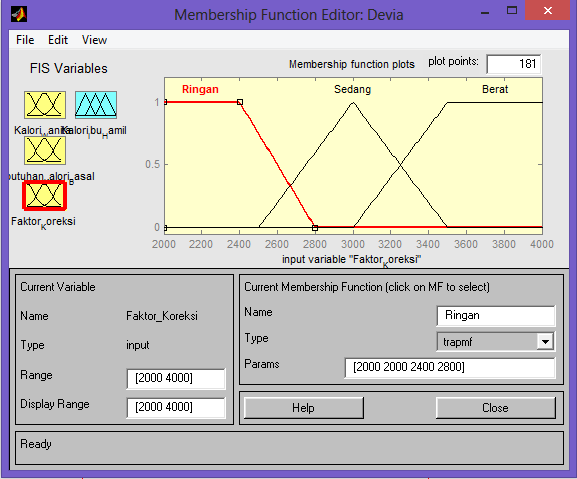 Membership Function Editor: Devia
File Edit View
FIS Variables
Membership function plots plot points: 181
Ringan Sedang Berat
1
0.5
0
2000 2200 2400 2600 2800 3000 3200 3400 3600 3800 4000
input variable "Faktor_Koreksi"
Faktor_Koreksi
Current Variable
Name Faktor_Koreksi
Type input
Range [2000 4000]
Display Range [2000 4000]
Current Membership Function (click on MF to select)
Name Ringan
Type trapmf
Params [2000 2000 2400 2800]
Help Close
Ready